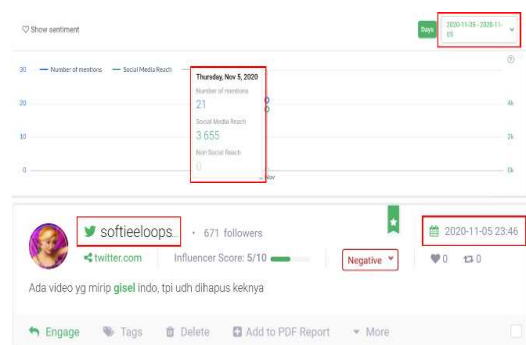 Show sentiment
Days
2020-11-05 - 2020-11-05
Number of mentions
Social Media Reach
30
20
10
0
4k
2k
0k
Thursday, Nov 5, 2020
Number of mentions
21
Social Media Reach
3 655
Non Social Reach
0
Nov
softieeloops...
671 followers
2020-11-05 23:46
twitter.com
Influencer Score: 5/10
Negative
0
0
Ada video yg mirip gisel indo, tpi udh dihapus keknya
Engage
Tags
Delete
Add to PDF Report
More